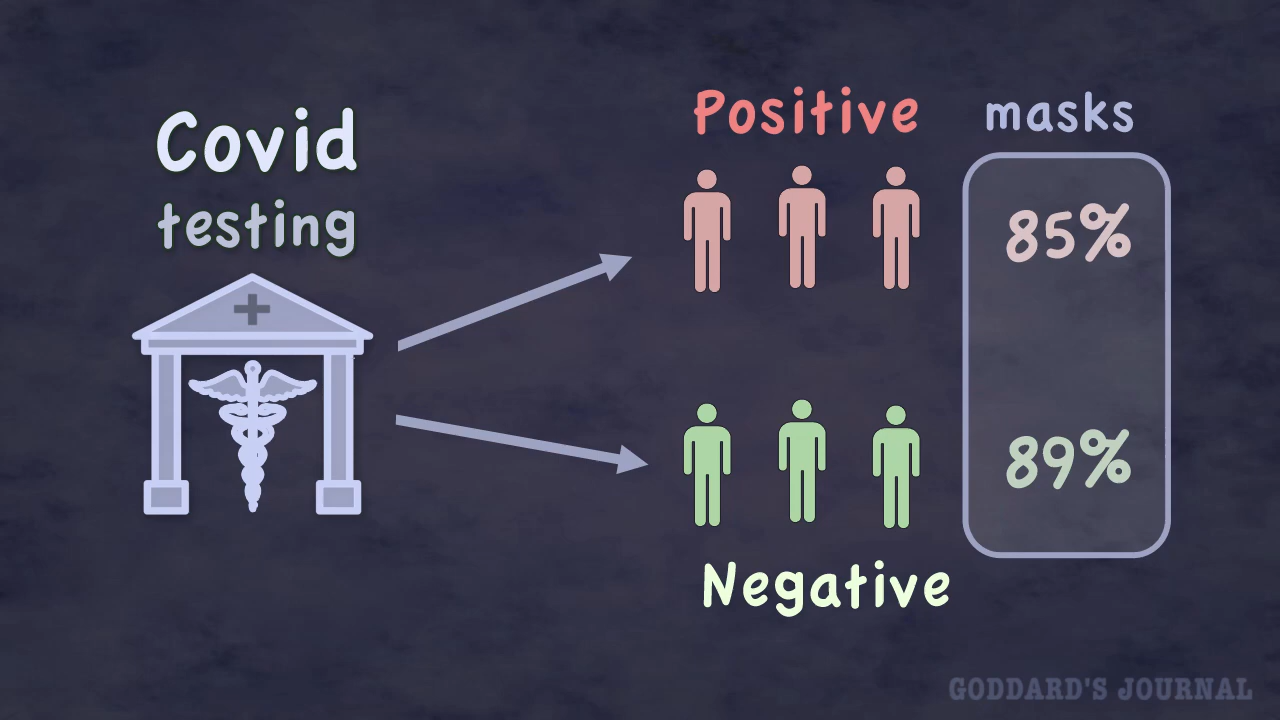 Covid
testing
Positive
masks
85%
89%
Negative
GODDARD'S JOURNAL